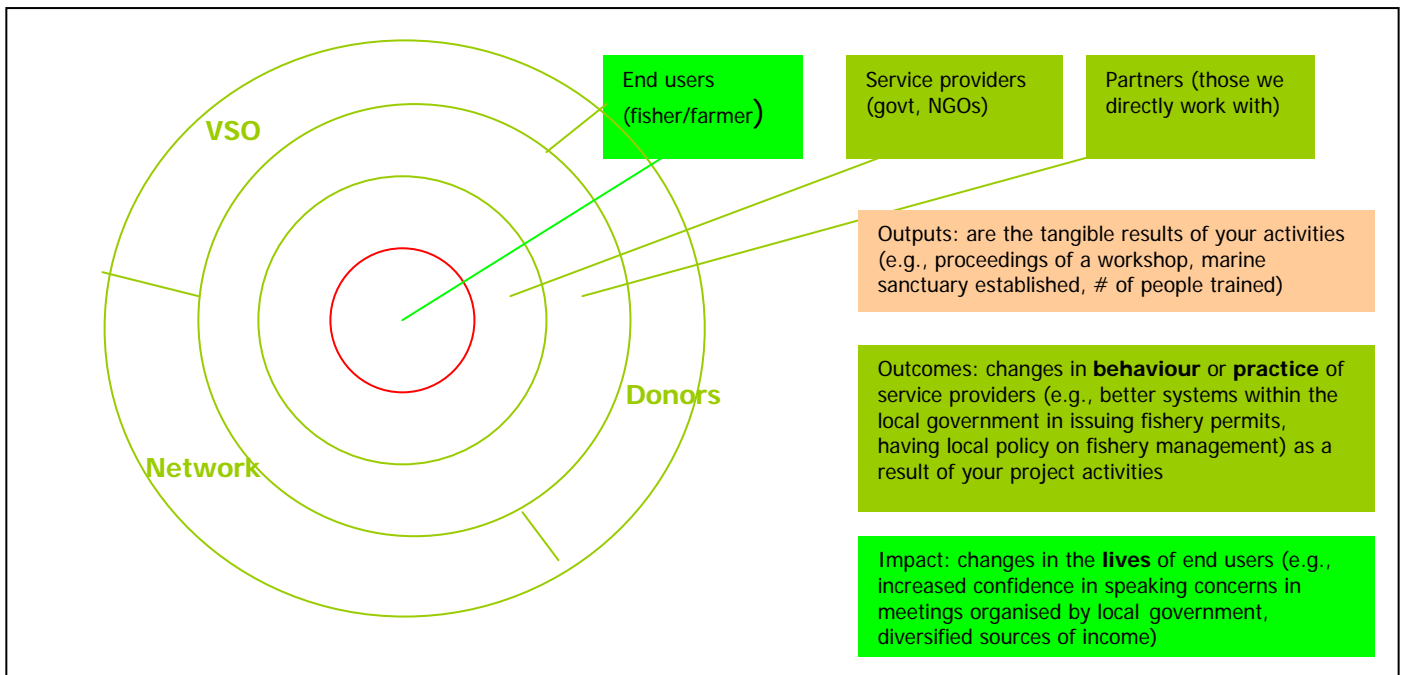 End users
(fisher/farmer)
Service providers
(govt, NGOs)
Partners (those we
directly work with)
VSO
Donors
Network
Outputs: are the tangible results of your activities
(e.g., proceedings of a workshop, marine
sanctuary established, # of people trained)
Outcomes: changes in behaviour or practice of
service providers (e.g., better systems within the
local government in issuing fishery permits,
having local policy on fishery management) as a
result of your project activities
Impact: changes in the lives of end users (e.g.,
increased confidence in speaking concerns in
meetings organised by local government,
diversified sources of income)